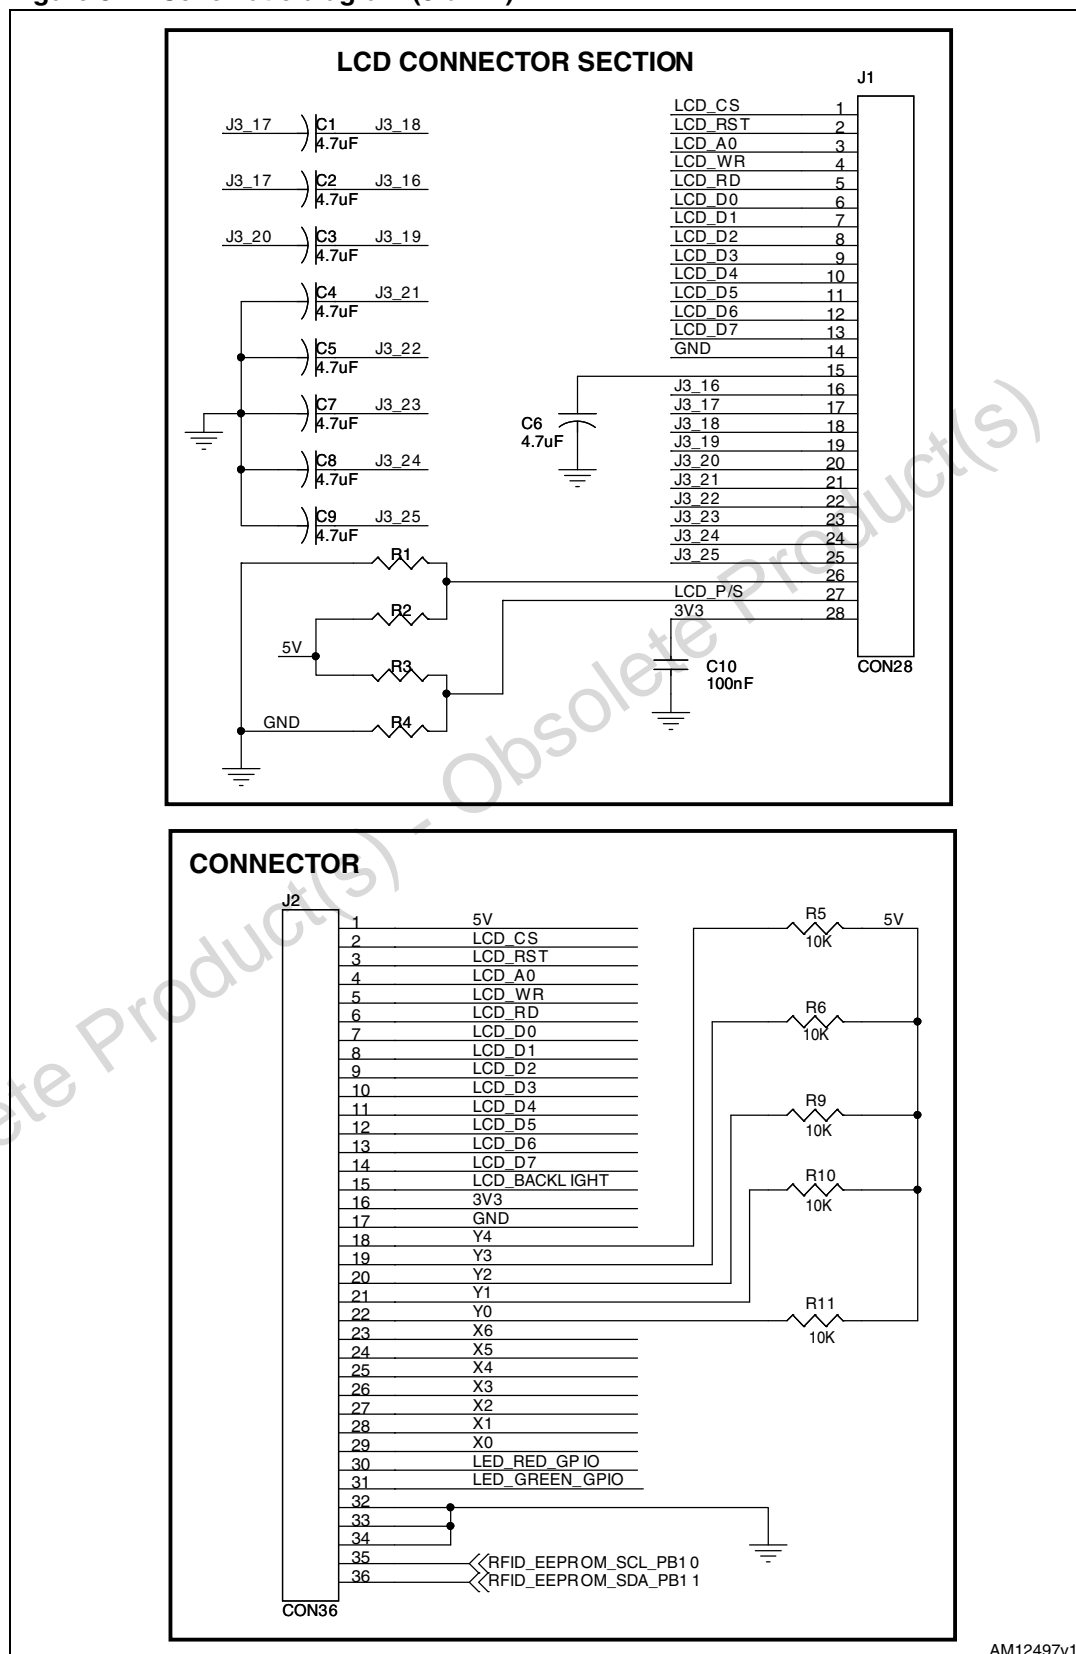 LCD CONNECTOR SECTION
J3_17 C1 J3_18
4.7uF
J3_17 C2 J3_16
4.7uF
J3_20 C3 J3_19
4.7uF
C4 J3_21
4.7uF
C5 J3_22
4.7uF
C7 J3_23
4.7uF
C8 J3_24
4.7uF
C9 J3_25
4.7uF
R1
R2
5V
R3
GND R4
C6
4.7uF
J1
LCD_CS 1
LCD_RST 2
LCD_A0 3
LCD_WR 4
LCD_RD 5
LCD_D0 6
LCD_D1 7
LCD_D2 8
LCD_D3 9
LCD_D4 10
LCD_D5 11
LCD_D6 12
LCD_D7 13
GND 14
15
J3_16 16
J3_17 17
J3_18 18
J3_19 19
J3_20 20
J3_21 21
J3_22 22
J3_23 23
J3_24 24
J3_25 25
26
LCD_P/S 27
3V3 28
C10
100nF
CON28
CONNECTOR
J2
1 5V
2 LCD_CS
3 LCD_RST
4 LCD_A0
5 LCD_WR
6 LCD_RD
7 LCD_D0
8 LCD_D1
9 LCD_D2
10 LCD_D3
11 LCD_D4
12 LCD_D5
13 LCD_D6
14 LCD_D7
15 LCD_BACKLIGHT
16 3V3
17 GND
18 Y4
19 Y3
20 Y2
21 Y1
22 Y0
23 X6
24 X5
25 X4
26 X3
27 X2
28 X1
29 X0
30 LED_RED_GPIO
31 LED_GREEN_GPIO
32
33
34
35 RFID_EEPROM_SCL_PB10
36 RFID_EEPROM_SDA_PB11
CON36
R5 5V
10K
R6
10K
R9
10K
R10
10K
R11
10K
AM12497v1
Product(s) - Obsolete Product(s)